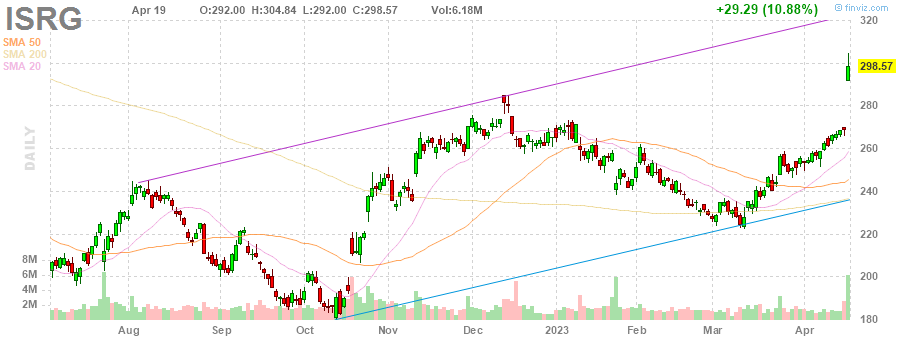 ISRG
Apr 19 O:292.00 H:304.84 L:292.00 C:298.57 Vol:6.18M +29.29 (10.88%)
finviz.com
SMA 50
SMA 200
SMA 20
DAILY
320
298.57
280
260
240
220
200
180
8M
6M
4M
2M
Aug Sep Oct Nov Dec 2023 Feb Mar Apr